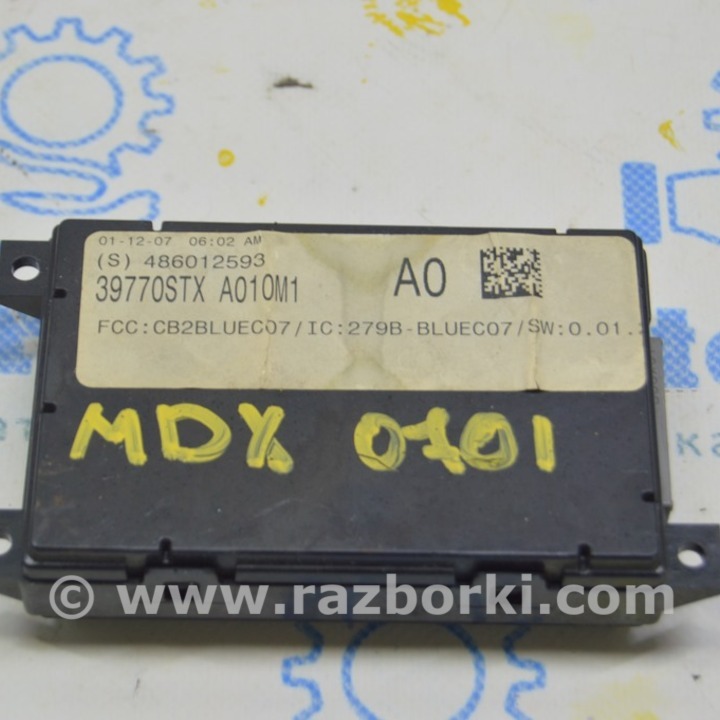 01-12-07 06:02 AM
(S) 486012593
39770STX A010M1 A0
FCC:CB2BLUEC07/IC:279B-BLUEC07/SW:0.01.
MDX 0701
© www.razborki.com